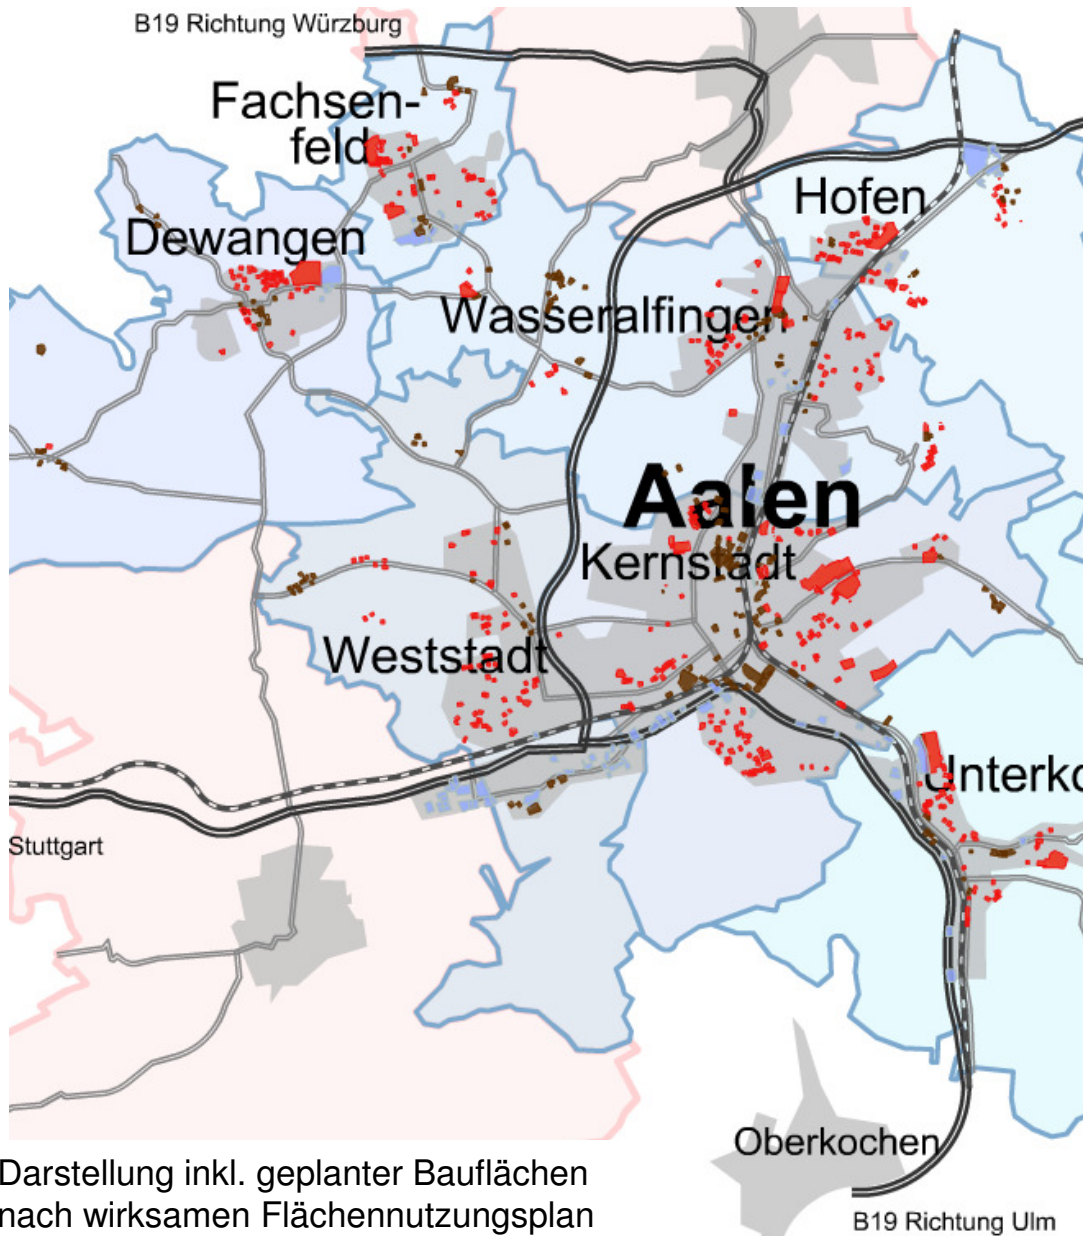 B19 Richtung Würzburg
Fachsen-
feld
Hofen
Dewangen
Wasseralfingen
Aalen
Kernstadt
Weststadt
Unterko
Stuttgart
Oberkochen
Darstellung inkl. geplanter Bauflächen
nach wirksamen Flächennutzungsplan
B19 Richtung Ulm